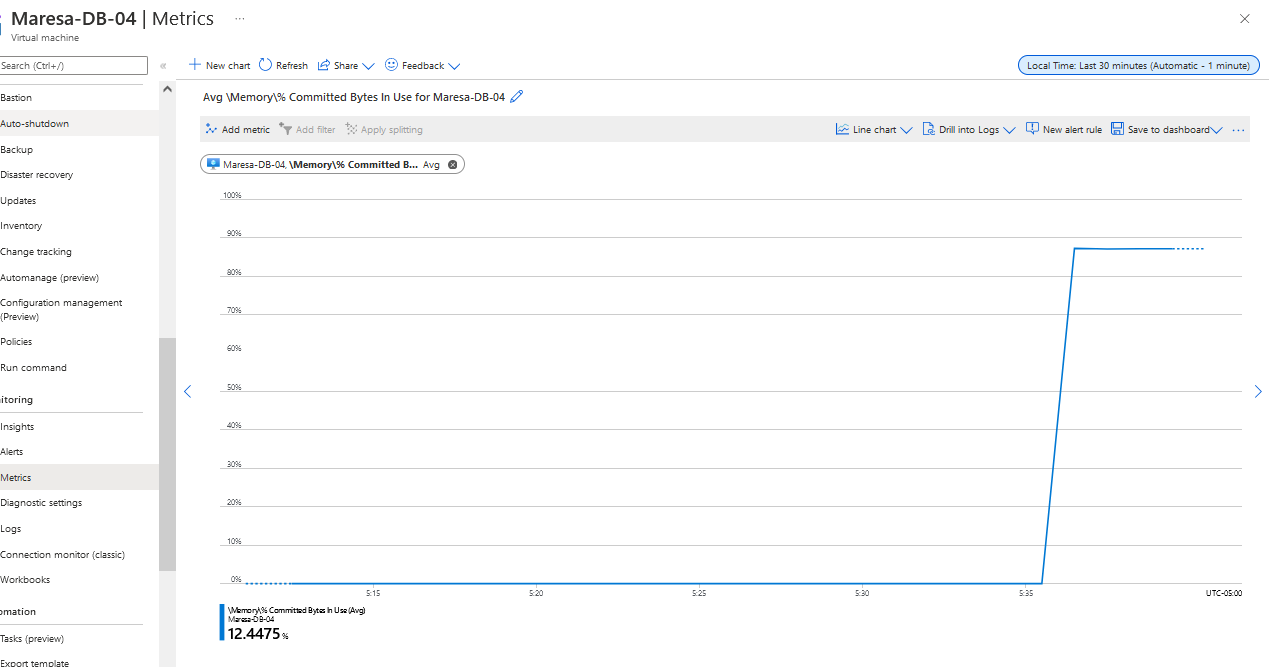 Maresa-DB-04 | Metrics ...
Virtual machine
Search (Ctrl+/)
«
New chart Refresh Share Feedback
Local Time: Last 30 minutes (Automatic - 1 minute)
Bastion
Auto-shutdown
Backup
Disaster recovery
Updates
Inventory
Change tracking
Automanage (preview)
Configuration management
(Preview)
Policies
Run command
itoring
Insights
Alerts
Metrics
Diagnostic settings
Logs
Connection monitor (classic)
Workbooks
omation
Tasks (preview)
Export template
Avg \Memory\% Committed Bytes In Use for Maresa-DB-04
Add metric Add filter Apply splitting
Line chart Drill into Logs New alert rule Save to dashboard ...
Maresa-DB-04, \Memory\% Committed B... Avg
100%
90%
80%
70%
60%
50%
40%
30%
20%
10%
0%
5:15 5:20 5:25 5:30 5:35 UTC-05:00
\Memory\% Committed Bytes In Use (Avg)
Maresa-DB-04
12.4475 %